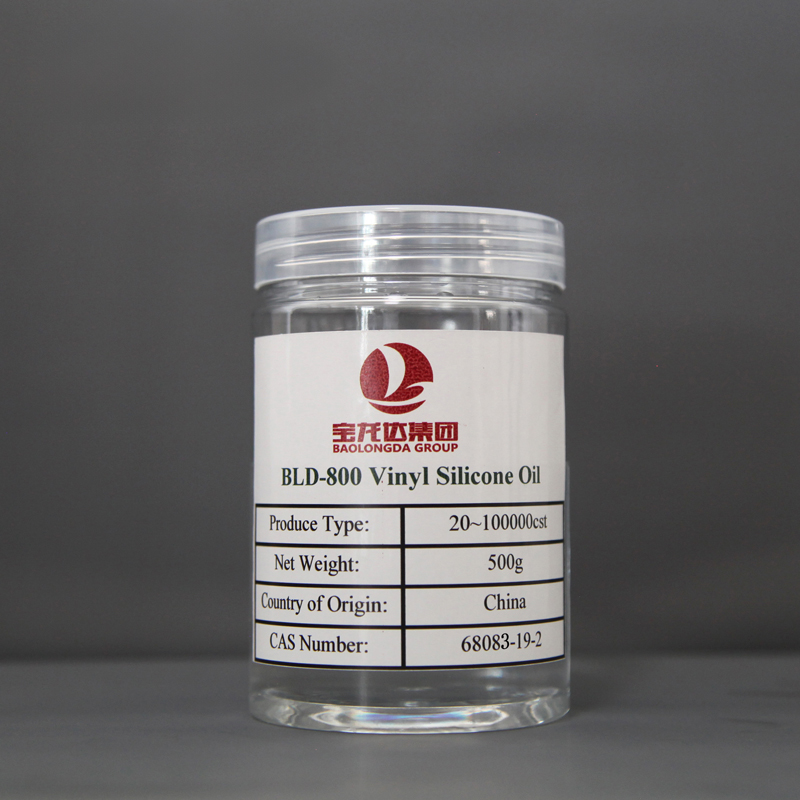 宝龙达集团
BAOLONGDA GROUP
BLD-800 Vinyl Silicone Oil
Produce Type: 20~100000cst
Net Weight: 500g
Country of Origin: China
CAS Number: 68083-19-2